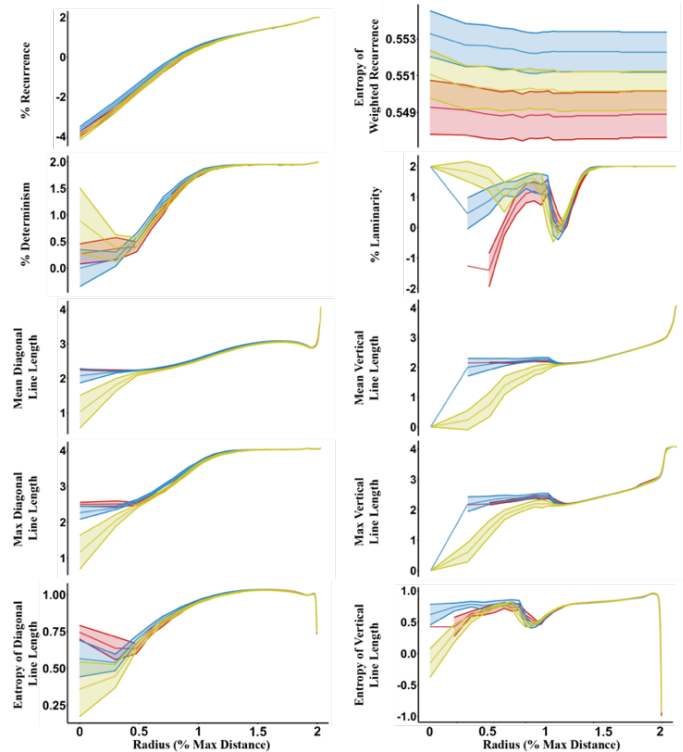 % Recurrence
2
0
-2
-4
Entropy of
Weighted Recurrence
0.553
0.551
0.549
% Determinism
2.0
1.5
1.0
0.5
0.0
% Laminarity
2
1
0
-1
-2
Mean Diagonal
Line Length
4
3
2
1
Mean Vertical
Line Length
4
3
2
1
0
Max Diagonal
Line Length
4
3
2
1
Max Vertical
Line Length
4
3
2
1
0
Entropy of Diagonal
Line Length
1.00
0.75
0.50
0.25
0 0.5 1 1.5 2
Radius (% Max Distance)
Entropy of Vertical
Line Length
1.0
0.5
0.0
-0.5
-1.0
0 0.5 1 1.5 2
Radius (% Max Distance)